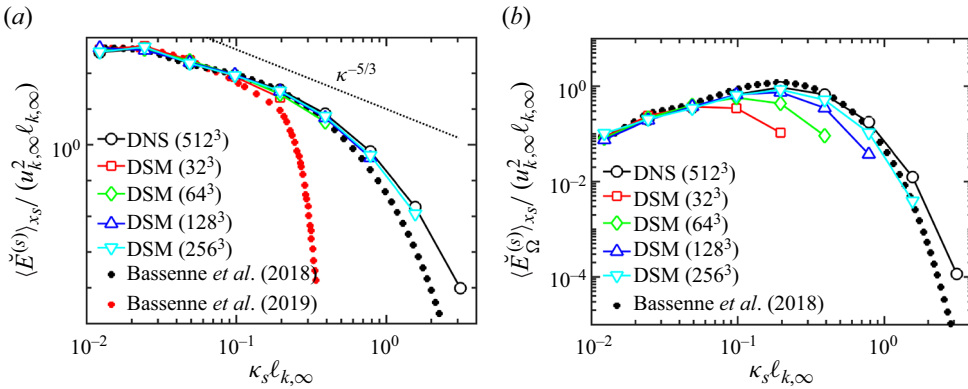 (a)
κ^{-5/3}
10^0
DNS (512^3)
DSM (32^3)
DSM (64^3)
DSM (128^3)
DSM (256^3)
Bassenne et al. (2018)
Bassenne et al. (2019)
⟨Ĕ^{(s)}⟩_{x_s}/ (u^2_{k,∞}ℓ_{k,∞})
10^{-2} 10^{-1} 10^0
κ_sℓ_{k,∞}
(b)
10^0
10^{-2}
10^{-4}
DNS (512^3)
DSM (32^3)
DSM (64^3)
DSM (128^3)
DSM (256^3)
Bassenne et al. (2018)
⟨Ĕ_Ω^{(s)}⟩_{x_s}/ (u^2_{k,∞}ℓ_{k,∞})
10^{-2} 10^{-1} 10^0
κ_sℓ_{k,∞}